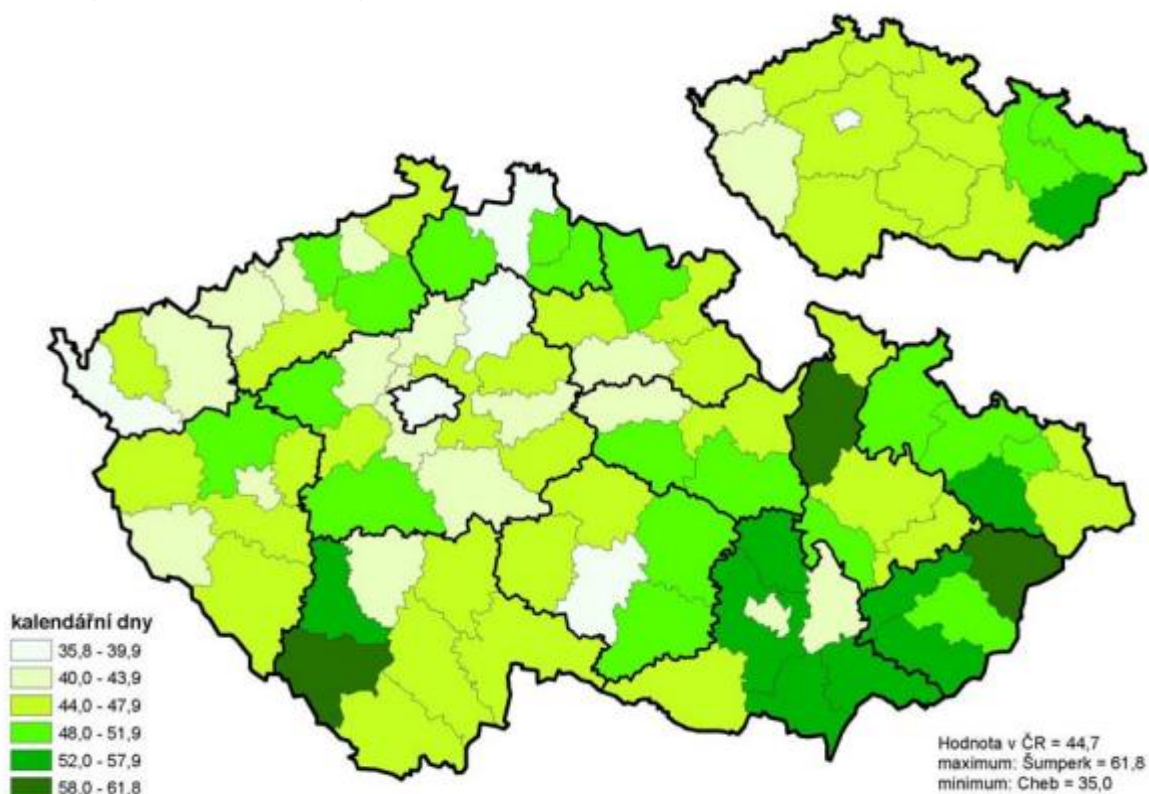 kalendářní dny
35,8 - 39,9
40,0 - 43,9
44,0 - 47,9
48,0 - 51,9
52,0 - 57,9
58,0 - 61,8
Hodnota v ČR = 44,7
maximum: Šumperk = 61,8
minimum: Cheb = 35,0